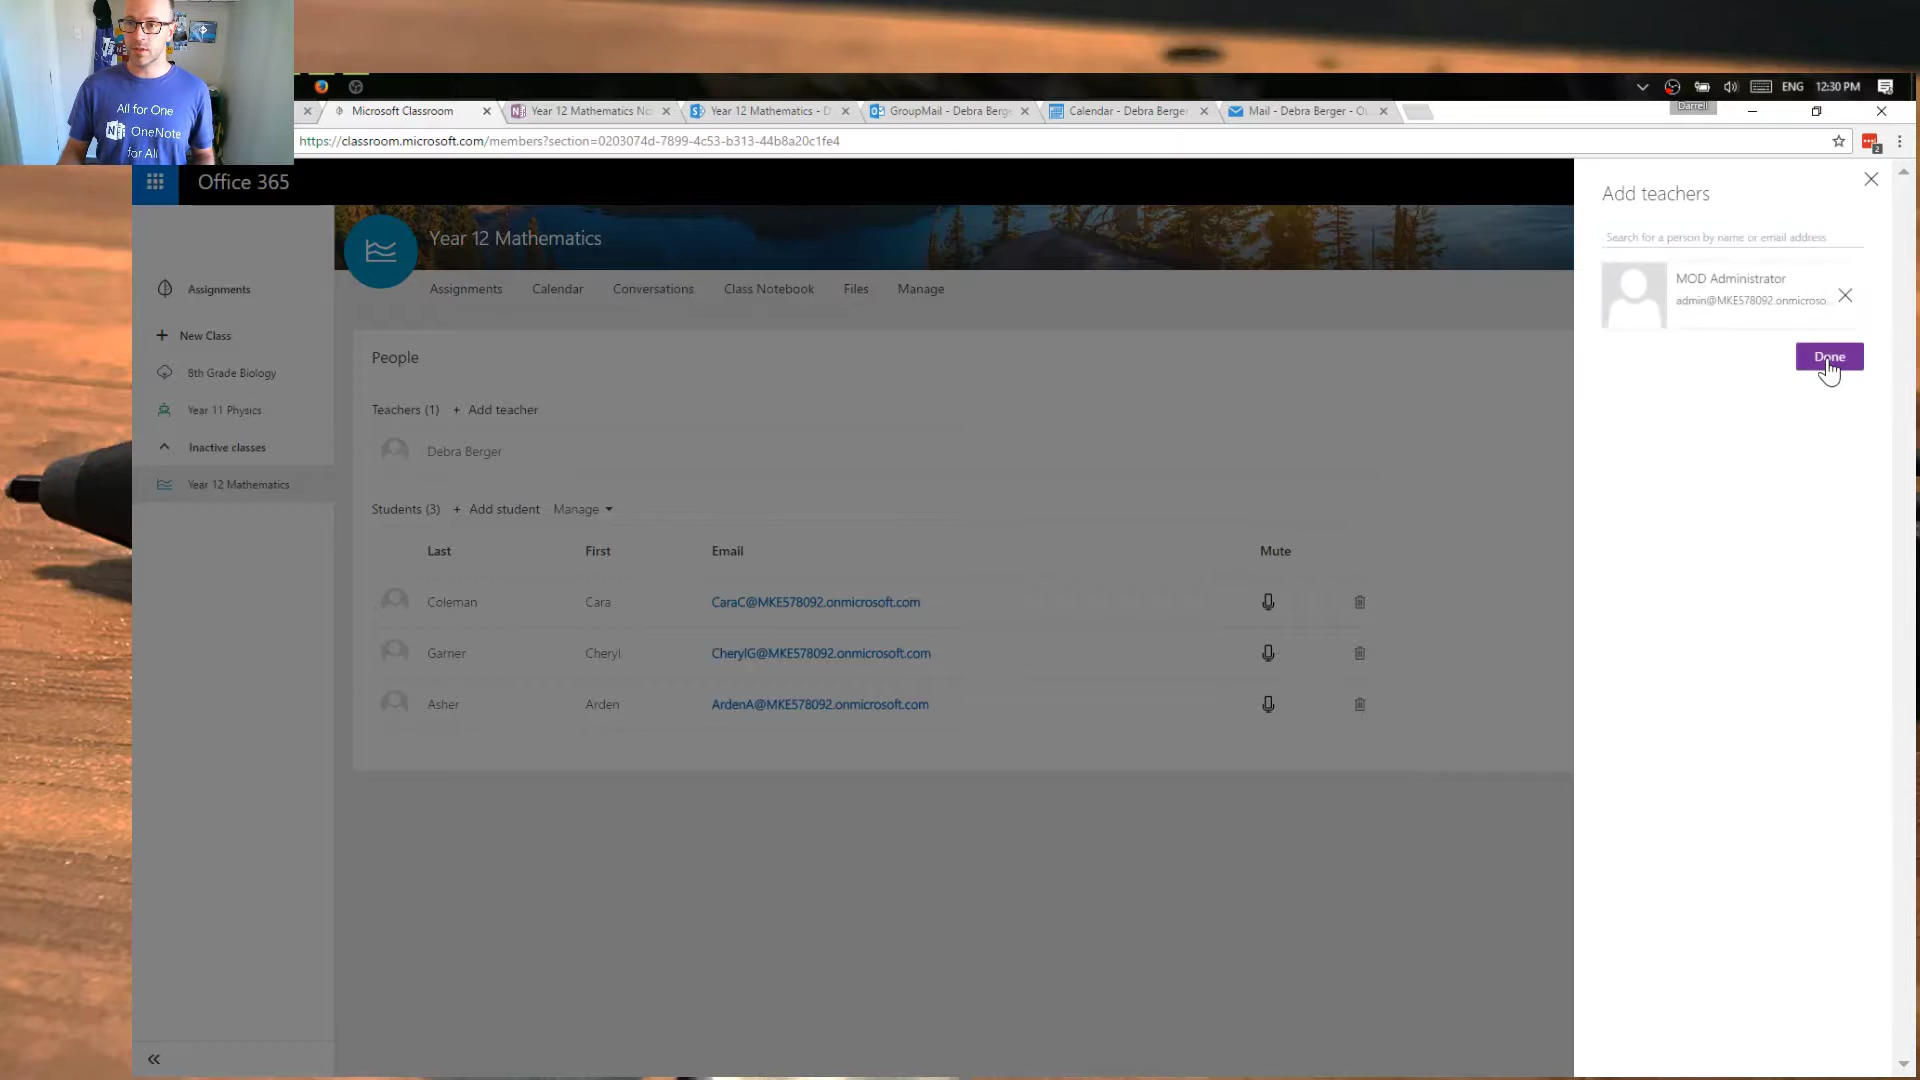 All for One
N OneNote
for All
Microsoft Classroom
Year 12 Mathematics No
Year 12 Mathematics - D
GroupMail - Debra Berge
Calendar - Debra Berger
Mail - Debra Berger - Ou
ENG
12:30 PM
Darrell
https://classroom.microsoft.com/members?section=0203074d-7899-4c53-b313-44b8a20c1fe4
2
Office 365
Year 12 Mathematics
Assignments
Calendar
Conversations
Class Notebook
Files
Manage
Assignments
+ New Class
8th Grade Biology
Year 11 Physics
Inactive classes
Year 12 Mathematics
People
Teachers (1) + Add teacher
Debra Berger
Students (3) + Add student Manage
Last First Email Mute
Coleman Cara CaraC@MKE578092.onmicrosoft.com
Garner Cheryl CherylG@MKE578092.onmicrosoft.com
Asher Arden ArdenA@MKE578092.onmicrosoft.com
Add teachers
Search for a person by name or email address
MOD Administrator
admin@MKE578092.onmicroso...
Done